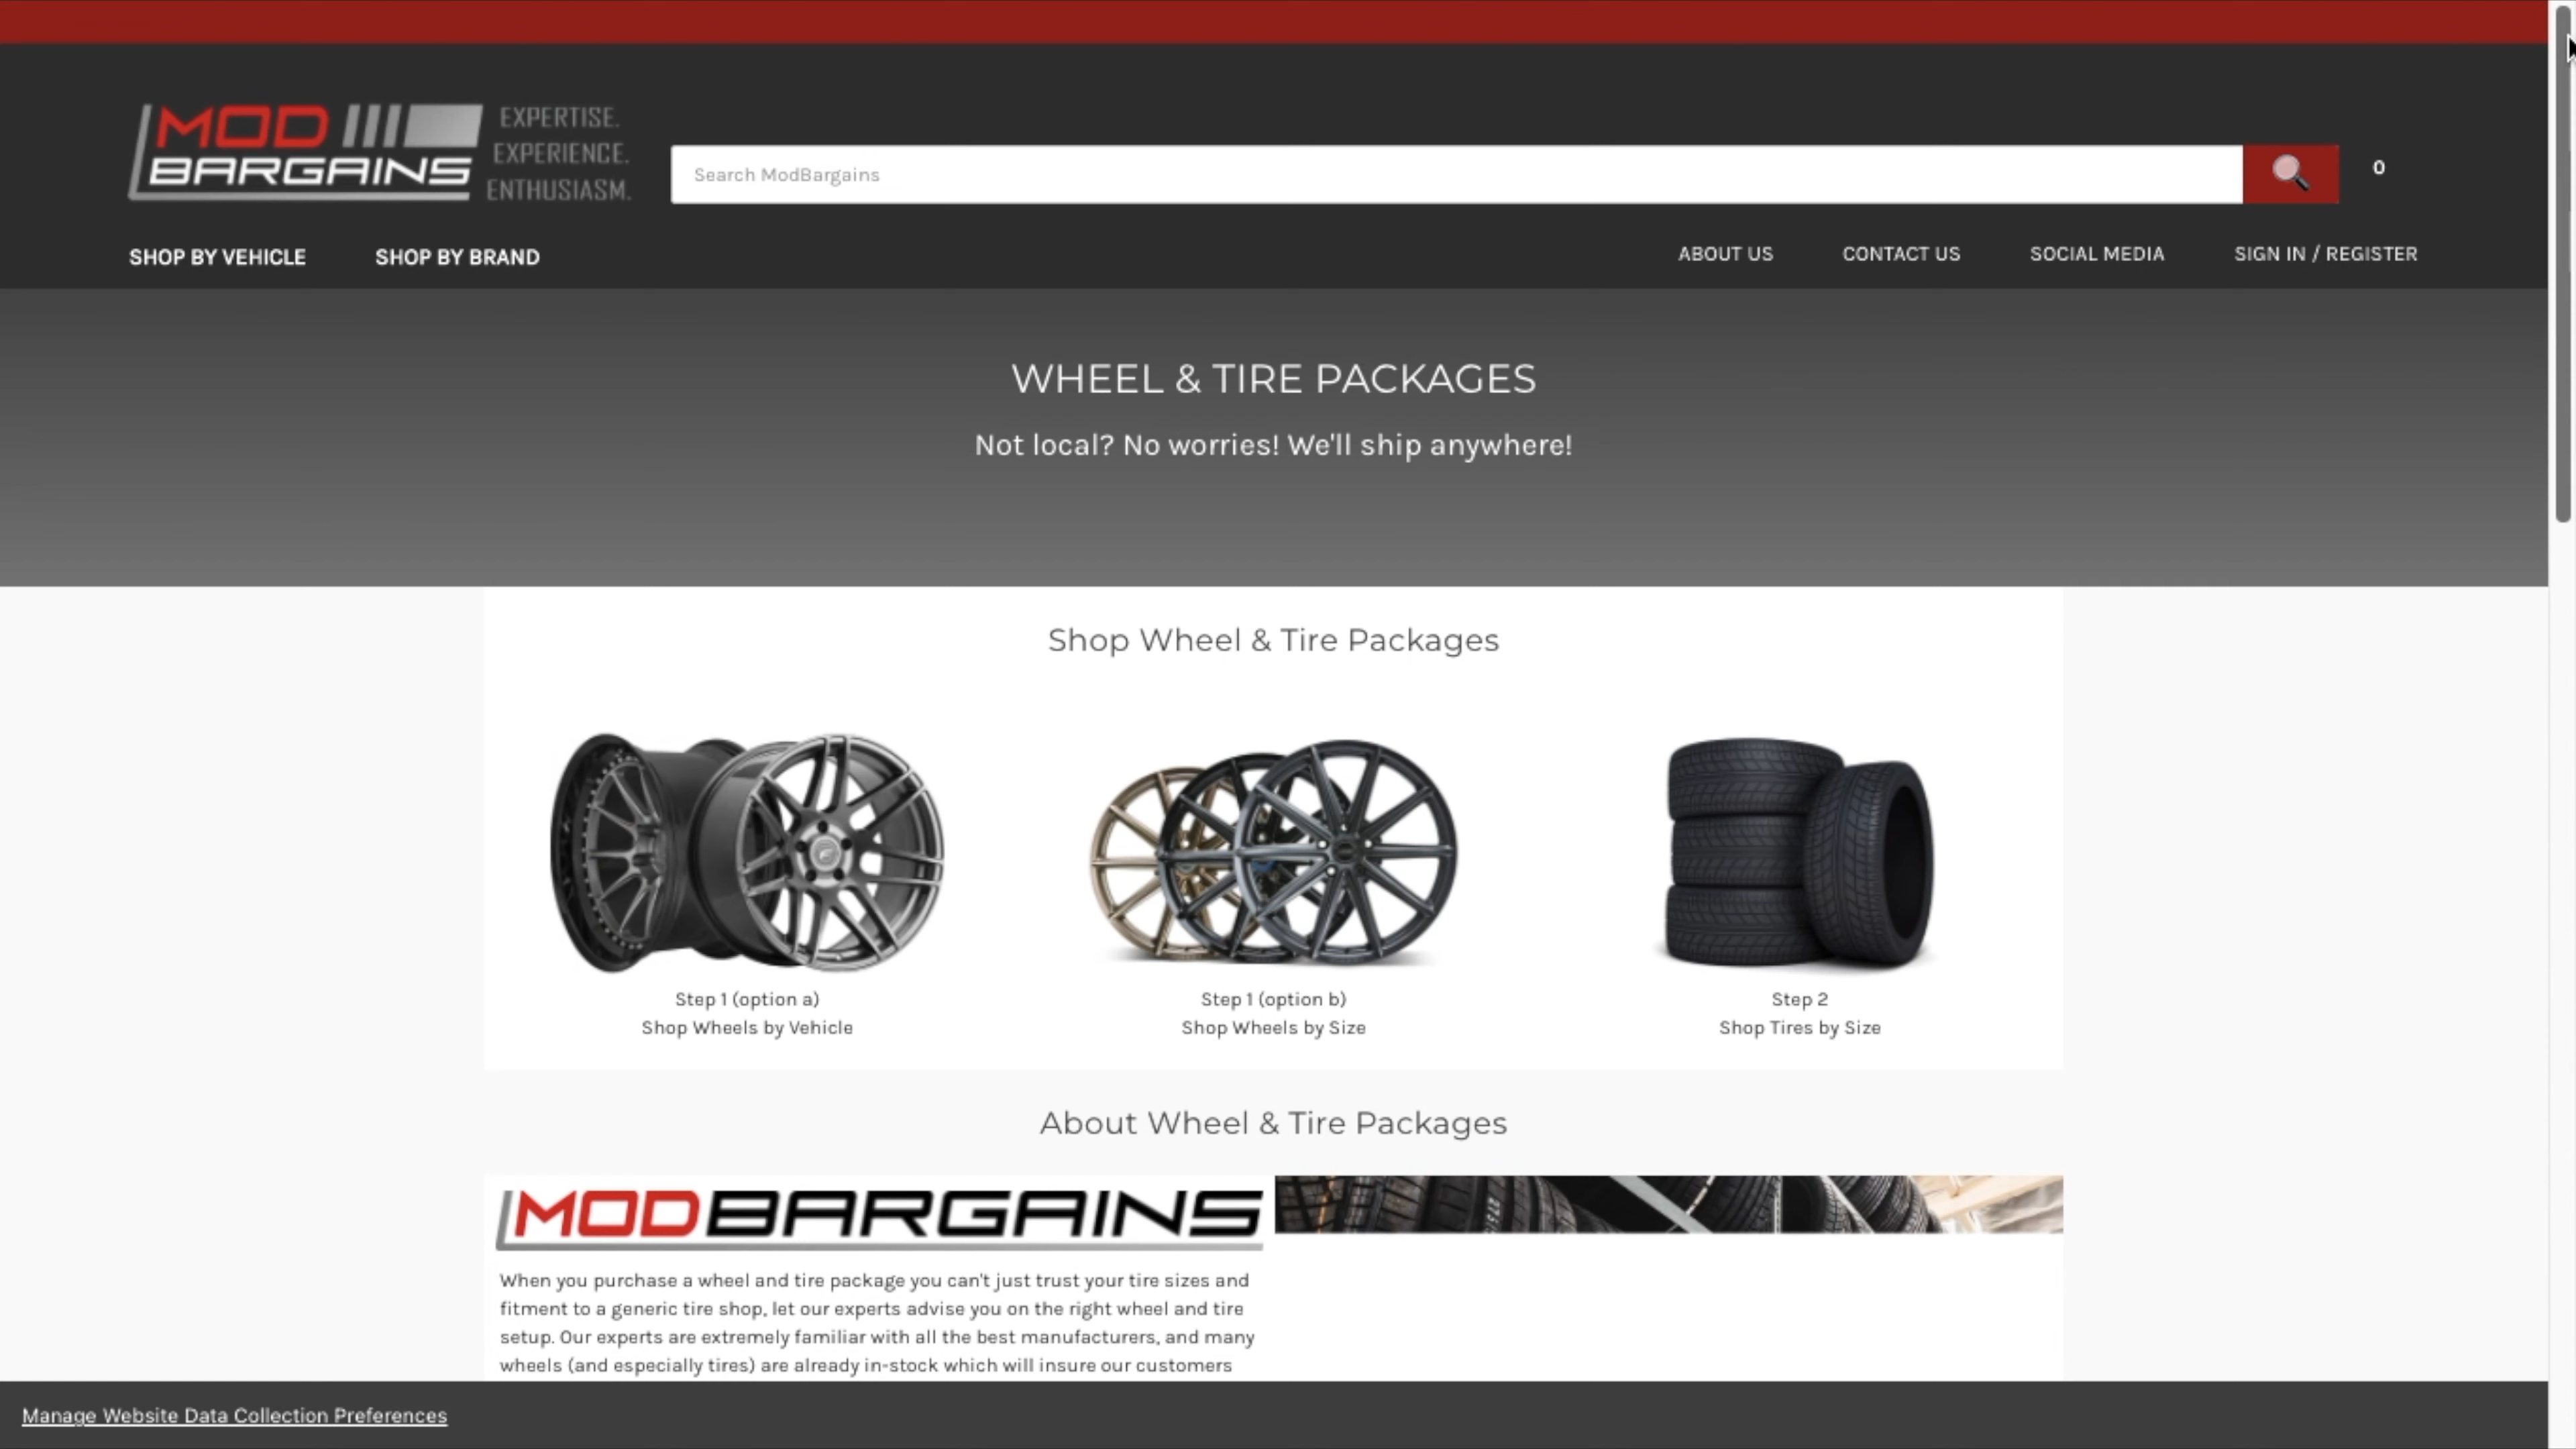 MOD
BARGAINS
EXPERTISE.
EXPERIENCE.
ENTHUSIASM.
Search ModBargains
0
SHOP BY VEHICLE
SHOP BY BRAND
ABOUT US
CONTACT US
SOCIAL MEDIA
SIGN IN / REGISTER
WHEEL & TIRE PACKAGES
Not local? No worries! We'll ship anywhere!
Shop Wheel & Tire Packages
Step 1 (option a)
Shop Wheels by Vehicle
Step 1 (option b)
Shop Wheels by Size
Step 2
Shop Tires by Size
About Wheel & Tire Packages
MODBARGAINS
When you purchase a wheel and tire package you can't just trust your tire sizes and
fitment to a generic tire shop, let our experts advise you on the right wheel and tire
setup. Our experts are extremely familiar with all the best manufacturers, and many
wheels (and especially tires) are already in-stock which will insure our customers
Manage Website Data Collection Preferences